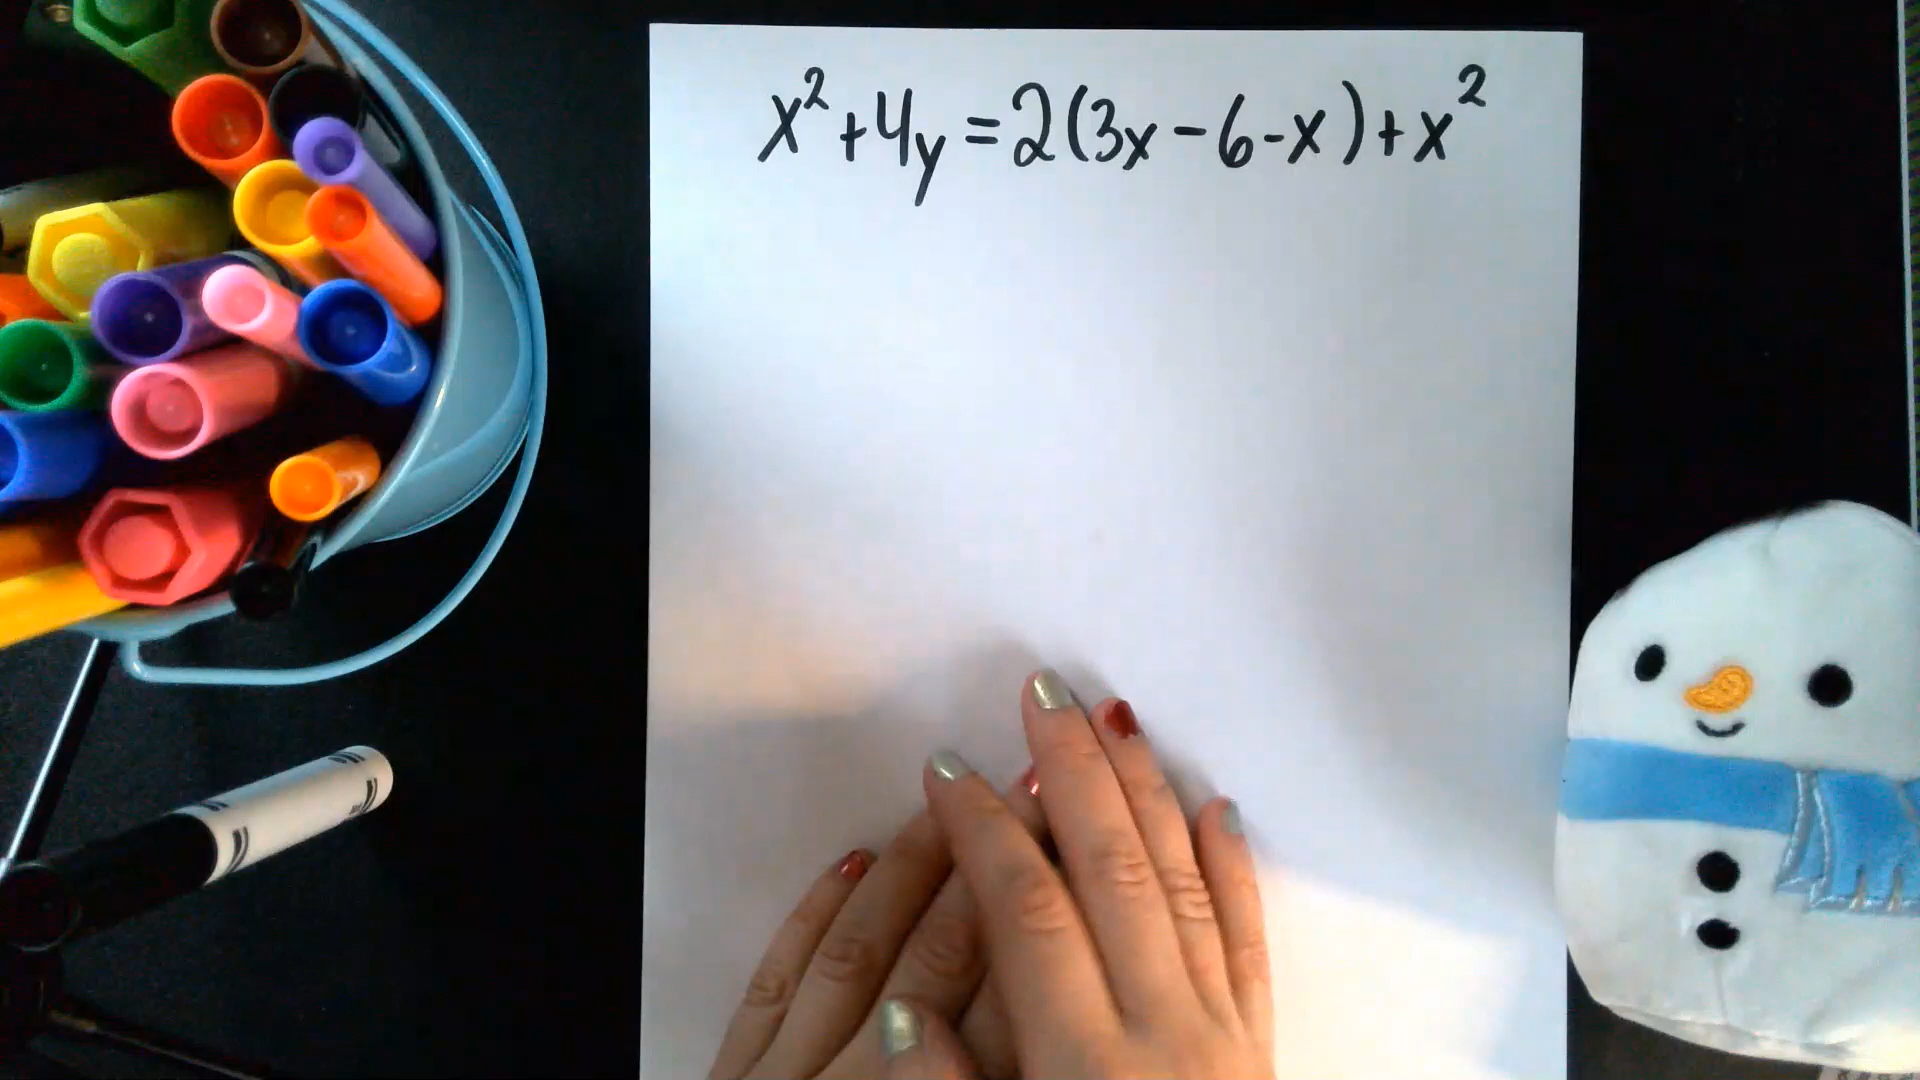 x² + 4y = 2(3x - 6 - x) + x²